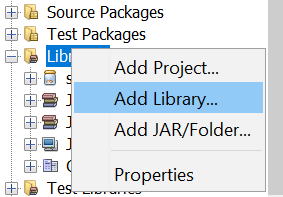 Source Packages
Test Packages
Add Project...
Add Library...
Add JAR/Folder...
Properties
Test Libraries